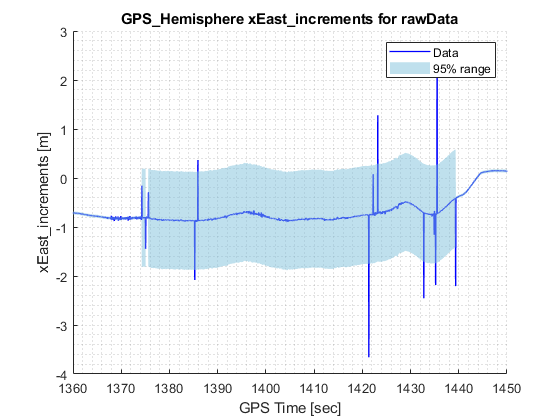 GPS_Hemisphere xEast_increments for rawData
3
2
1
0
-1
-2
-3
-4
xEast_increments [m]
Data
95% range
1360 1370 1380 1390 1400 1410 1420 1430 1440 1450
GPS Time [sec]